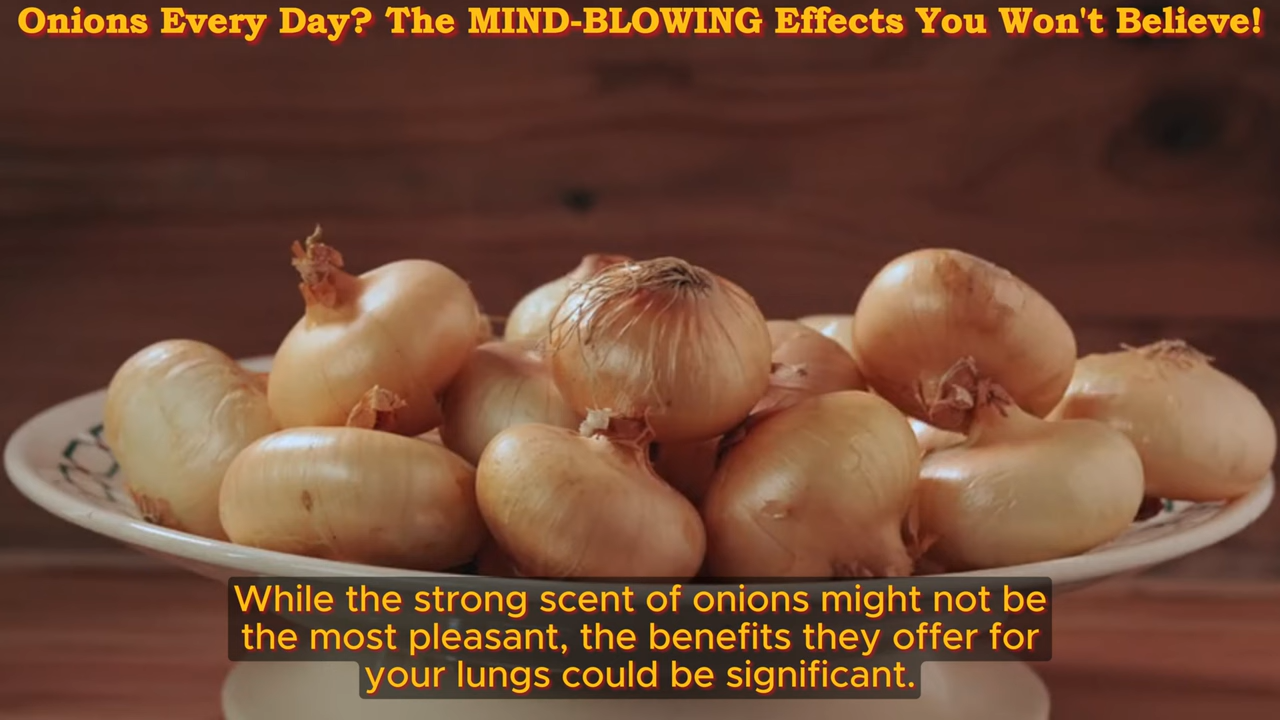 Onions Every Day? The MIND-BLOWING Effects You Won't Believe!
While the strong scent of onions might not be
the most pleasant, the benefits they offer for
your lungs could be significant.